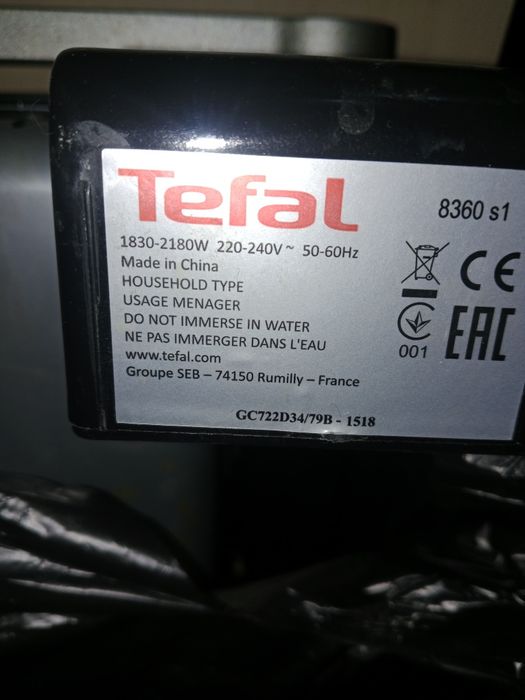 Tefal
8360 s1
1830-2180W 220-240V ~ 50-60Hz
Made in China
HOUSEHOLD TYPE
USAGE MENAGER
DO NOT IMMERSE IN WATER
NE PAS IMMERGER DANS L'EAU
www.tefal.com
Groupe SEB – 74150 Rumilly – France
CE
001
EAC
GC722D34/79B - 1518